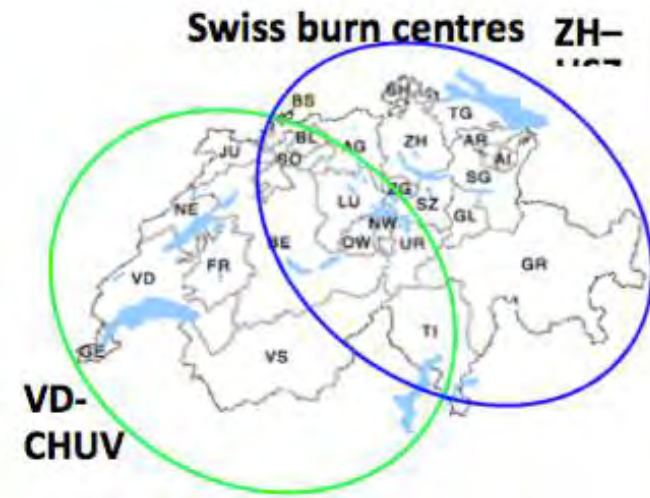 Swiss burn centres ZH–
BS
SH
TG
BL
AG
ZH
AR
AI
JU
SO
SG
ZG
LU
SZ
NE
NW
GL
BE
OW
UR
FR
GR
VD
TI
GE
VS
VD-
CHUV